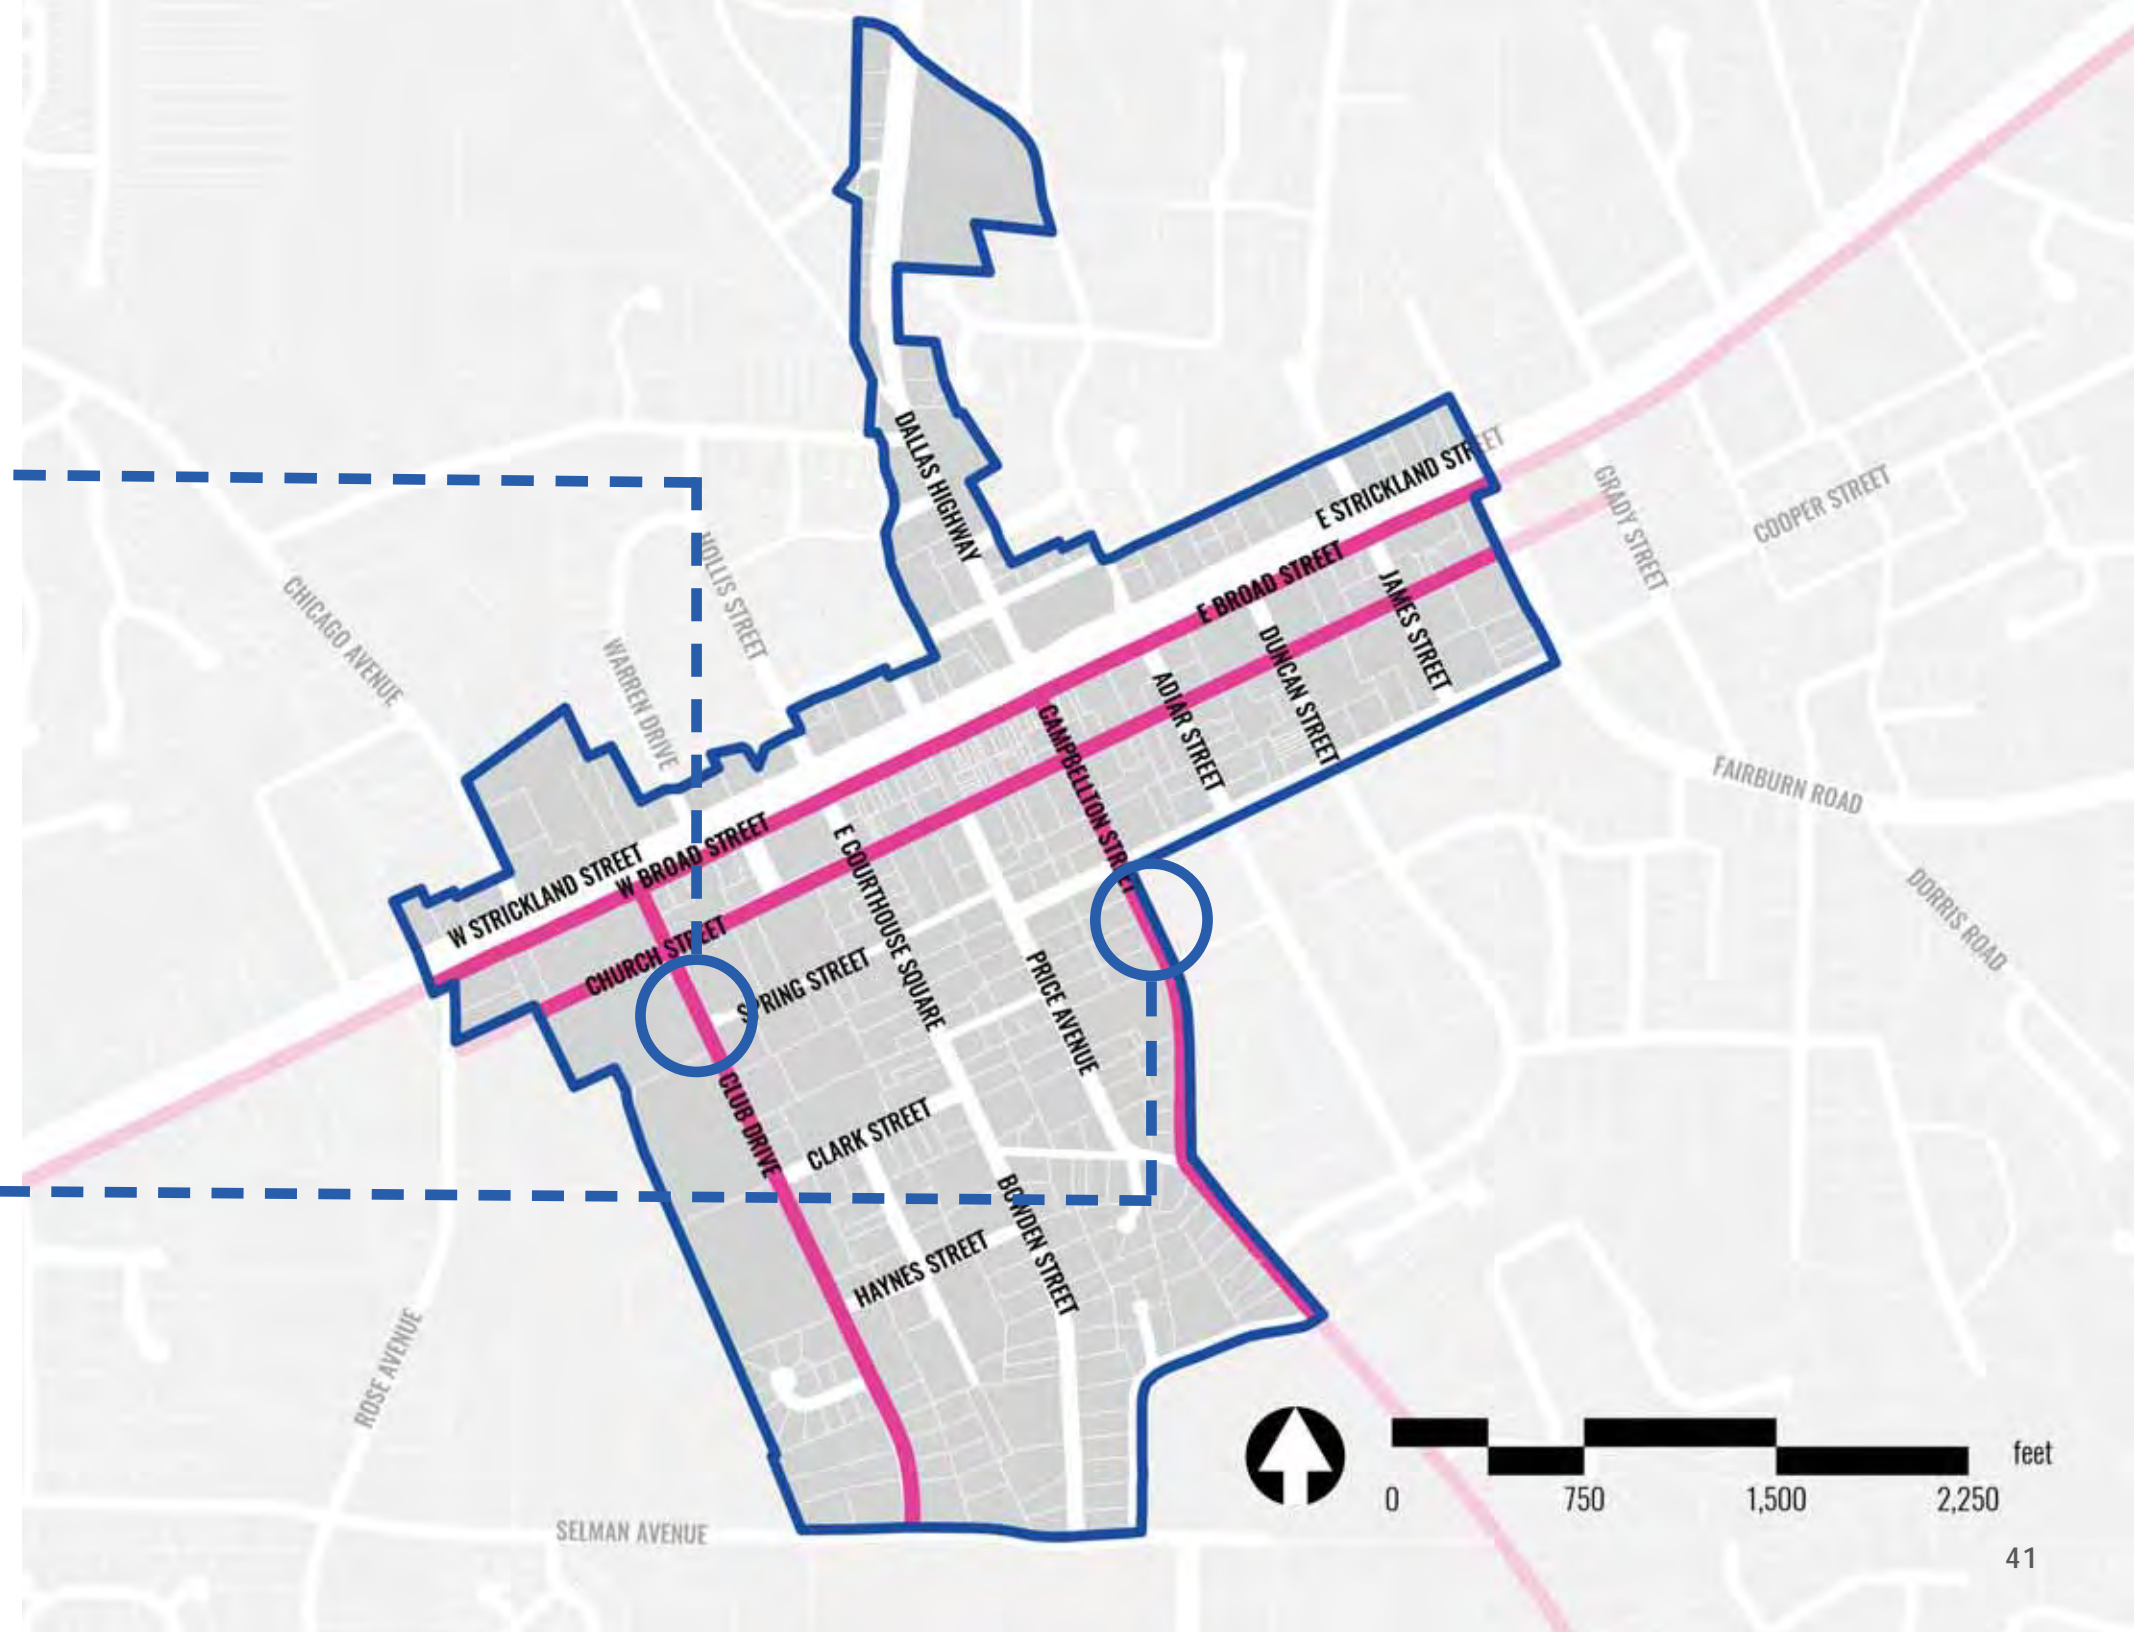 DALLAS HIGHWAY
E STRICKLAND STREET
GRADY STREET
COOPER STREET
HOLLIS STREET
E BROAD STREET
JAMES STREET
CHICAGO AVENUE
WARREN DRIVE
DUNCAN STREET
ADIAR STREET
CAMPBELLTON STREET
FAIRBURN ROAD
W STRICKLAND STREET
W BROAD STREET
E COURTHOUSE SQUARE
DORRIS ROAD
CHURCH STREET
SPRING STREET
PRICE AVENUE
CLUB DRIVE
CLARK STREET
BOWDEN STREET
HAYNES STREET
ROSE AVENUE
feet
0 750 1,500 2,250
SELMAN AVENUE
41